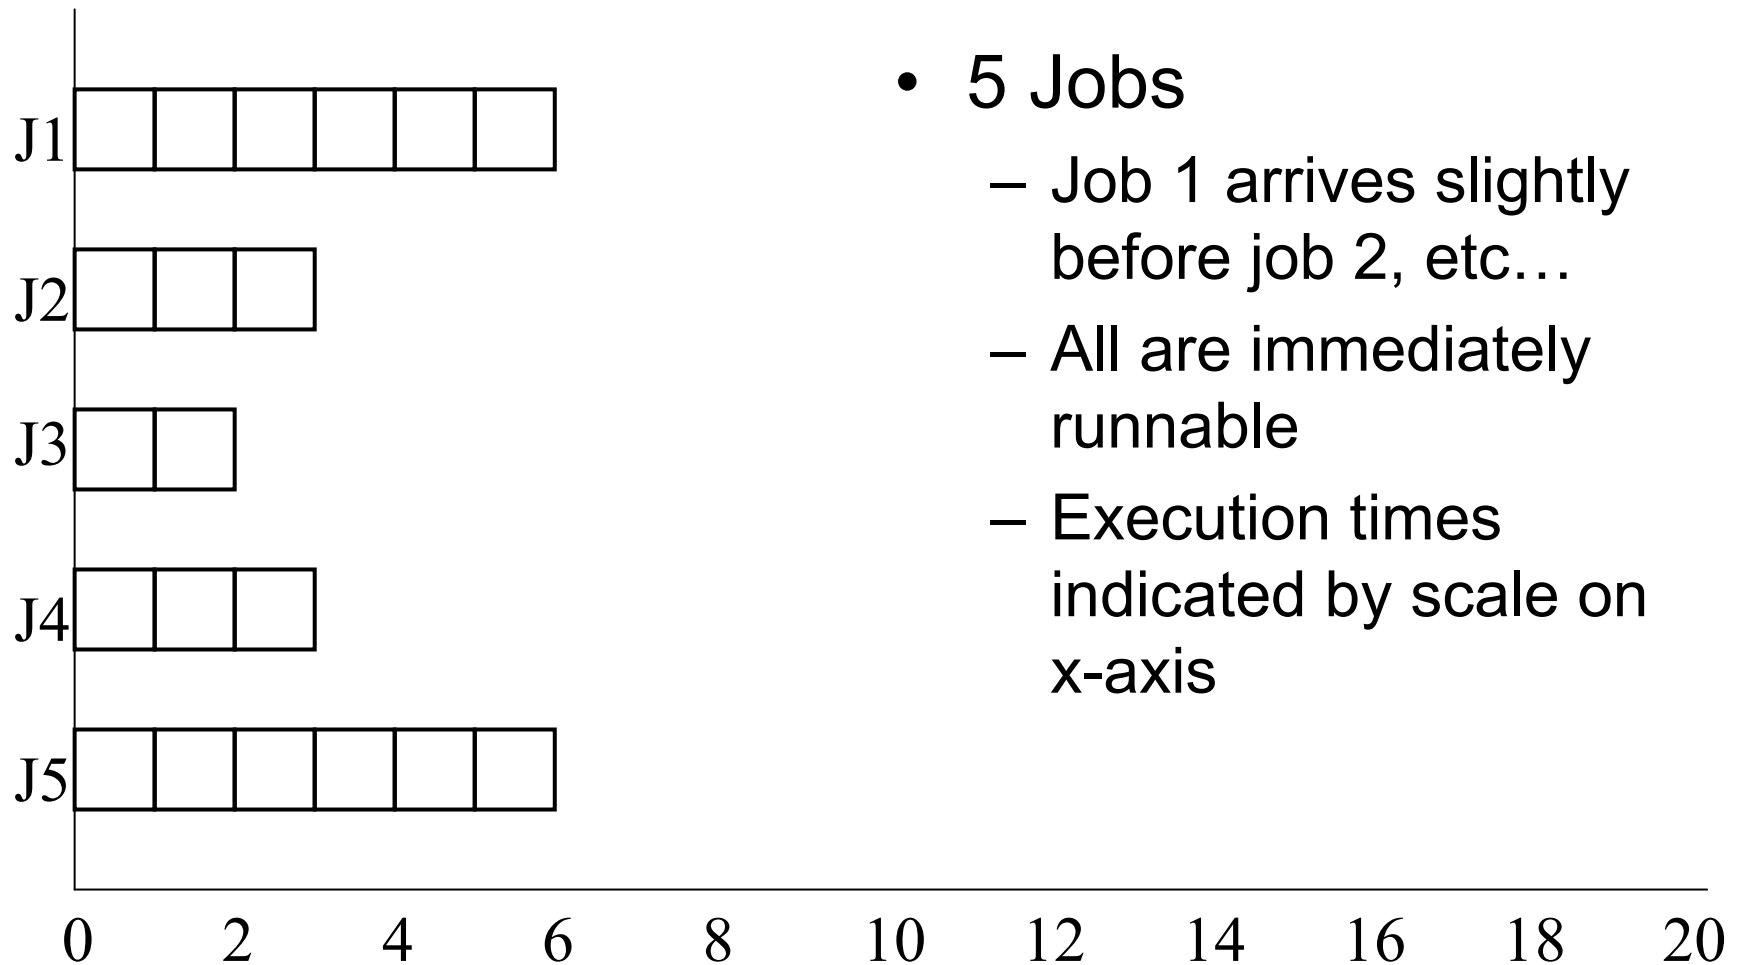 J1
J2
J3
J4
J5
0 2 4 6 8 10 12 14 16 18 20
• 5 Jobs
– Job 1 arrives slightly
before job 2, etc…
– All are immediately
runnable
– Execution times
indicated by scale on
x-axis